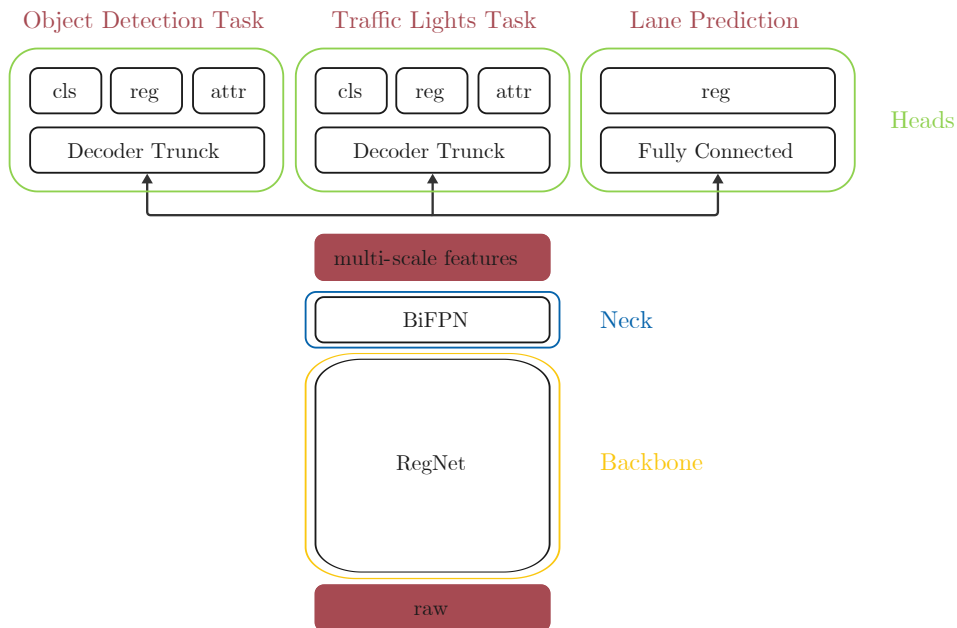 Object Detection Task
Traffic Lights Task
Lane Prediction
cls reg attr
cls reg attr
reg
Heads
Decoder Trunck
Decoder Trunck
Fully Connected
multi-scale features
BiFPN
Neck
RegNet
Backbone
raw